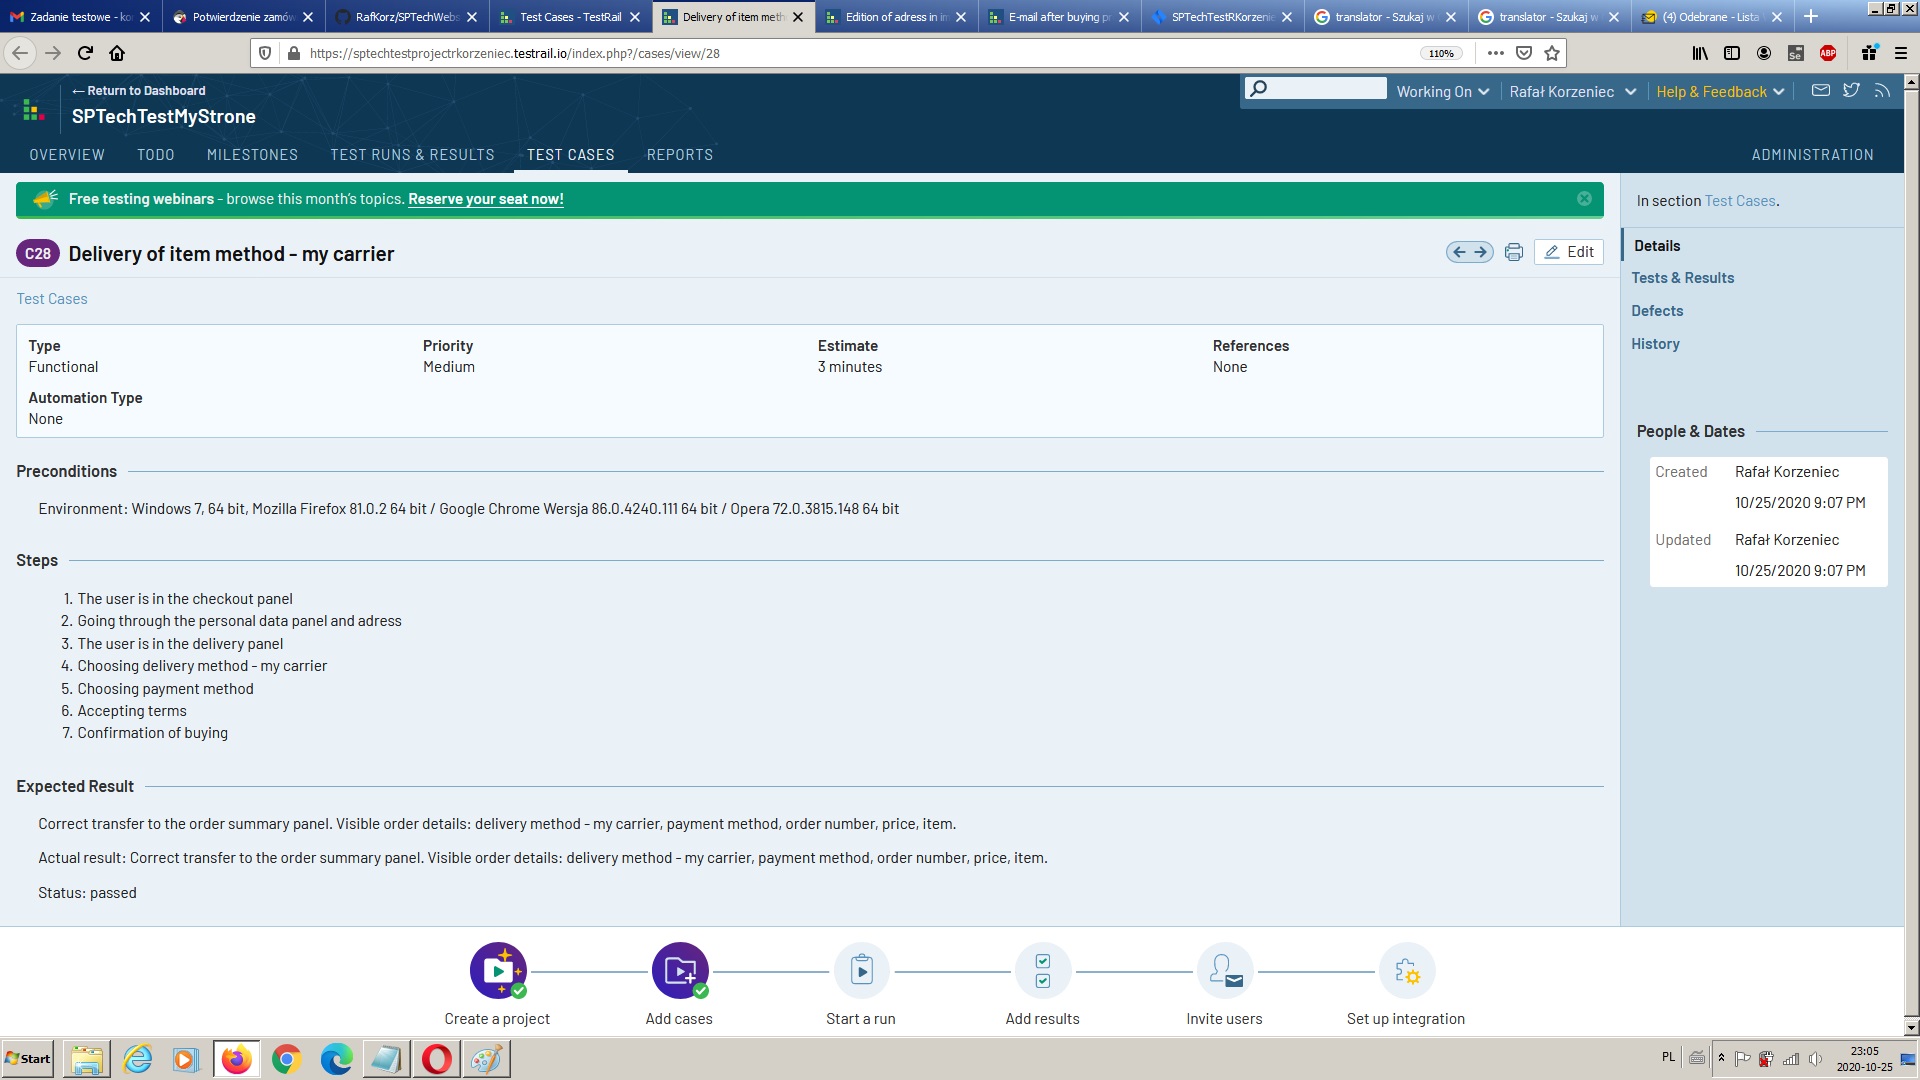 Zadanie testowe - ko
Potwierdzenie zamów
RafKorz/SPTechWebs
Test Cases - TestRail
Delivery of item meth
Edition of adress in in
E-mail after buying pr
SPTechTestRKorzenie
translator - Szukaj w
translator - Szukaj w
(4) Odebrane - Lista
https://sptechtestprojectrkorzeniec.testrail.io/index.php?/cases/view/28
110%
ABP
← Return to Dashboard
SPTechTestMyStrone
Working On
Rafał Korzeniec
Help & Feedback
OVERVIEW
TODO
MILESTONES
TEST RUNS & RESULTS
TEST CASES
REPORTS
ADMINISTRATION
Free testing webinars - browse this month's topics. Reserve your seat now!
C28
Delivery of item method - my carrier
Edit
Test Cases
Type
Functional
Priority
Medium
Estimate
3 minutes
References
None
Automation Type
None
Preconditions
Environment: Windows 7, 64 bit, Mozilla Firefox 81.0.2 64 bit / Google Chrome Wersja 86.0.4240.111 64 bit / Opera 72.0.3815.148 64 bit
Steps
1. The user is in the checkout panel
2. Going through the personal data panel and adress
3. The user is in the delivery panel
4. Choosing delivery method - my carrier
5. Choosing payment method
6. Accepting terms
7. Confirmation of buying
Expected Result
Correct transfer to the order summary panel. Visible order details: delivery method - my carrier, payment method, order number, price, item.
Actual result: Correct transfer to the order summary panel. Visible order details: delivery method - my carrier, payment method, order number, price, item.
Status: passed
In section Test Cases.
Details
Tests & Results
Defects
History
People & Dates
Created
Rafał Korzeniec
10/25/2020 9:07 PM
Updated
Rafał Korzeniec
10/25/2020 9:07 PM
Create a project
Add cases
Start a run
Add results
Invite users
Set up integration
Start
PL
23:05
2020-10-25